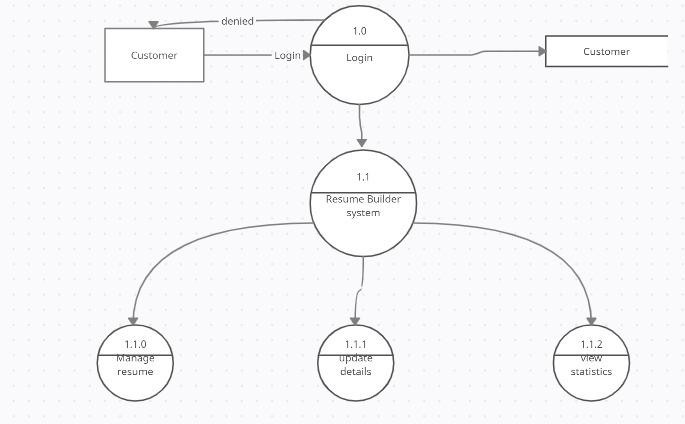 denied
1.0
Customer
Login
Login
Customer
1.1
Resume Builder
system
1.1.0
Manage
resume
1.1.1
update
details
1.1.2
view
statistics